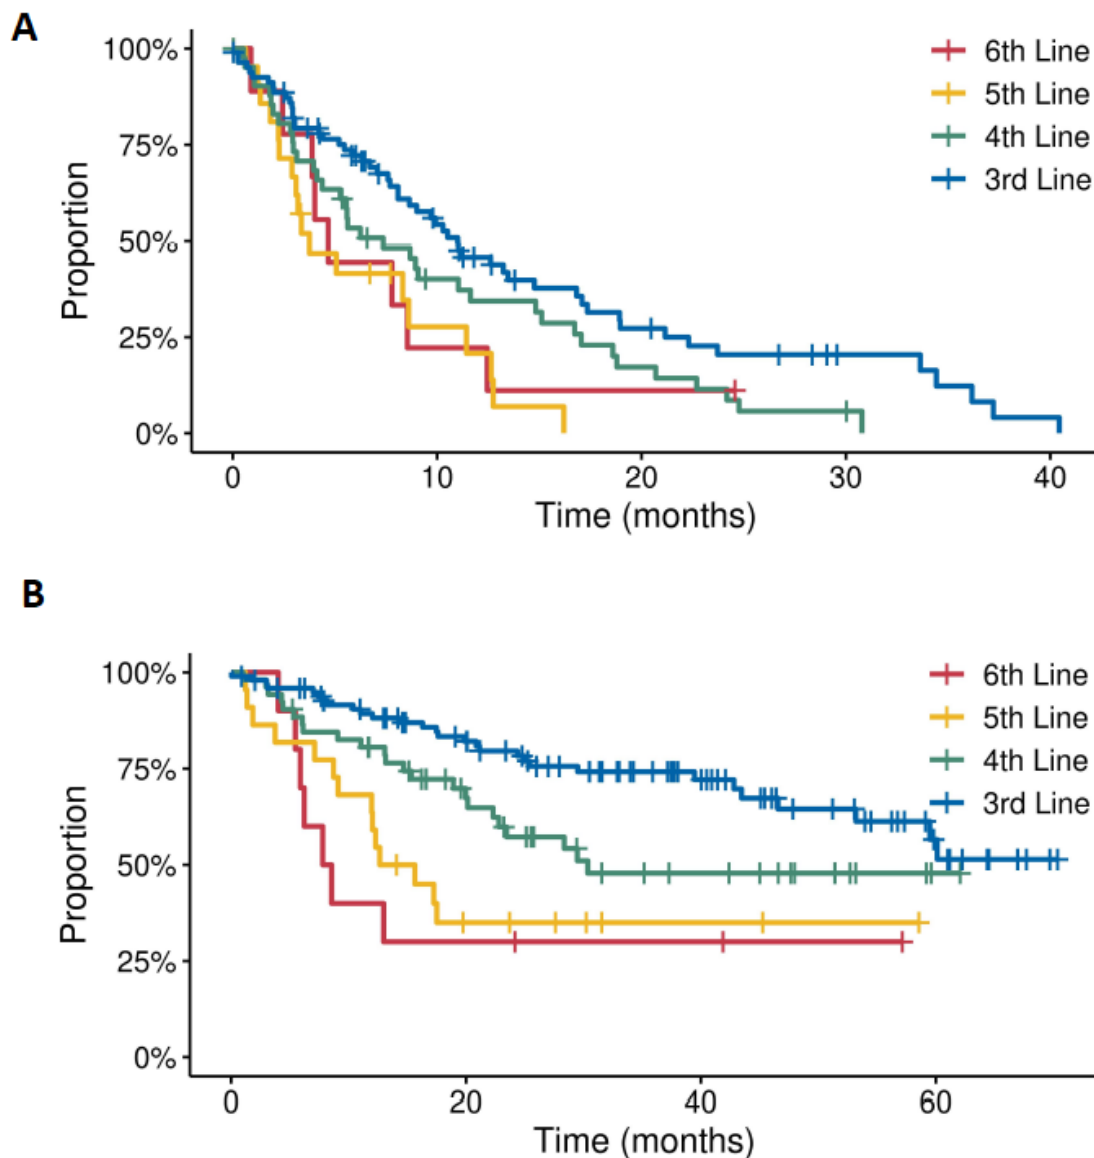 A
100%
75%
50%
25%
0%
Proportion
0 10 20 30 40
Time (months)
6th Line
5th Line
4th Line
3rd Line
B
100%
75%
50%
25%
0%
Proportion
0 20 40 60
Time (months)
6th Line
5th Line
4th Line
3rd Line